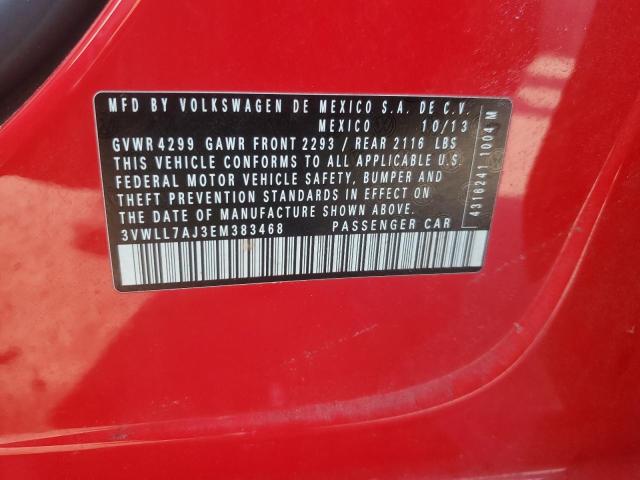 MFD BY VOLKSWAGEN DE MEXICO S.A. DE C.V.
MEXICO 10/13
GVWR 4299 GAWR FRONT 2293 / REAR 2116 LBS
THIS VEHICLE CONFORMS TO ALL APPLICABLE U.S.
FEDERAL MOTOR VEHICLE SAFETY, BUMPER AND
THEFT PREVENTION STANDARDS IN EFFECT ON
THE DATE OF MANUFACTURE SHOWN ABOVE.
3VWLL7AJ3EM383468 PASSENGER CAR
4316241 1004 M